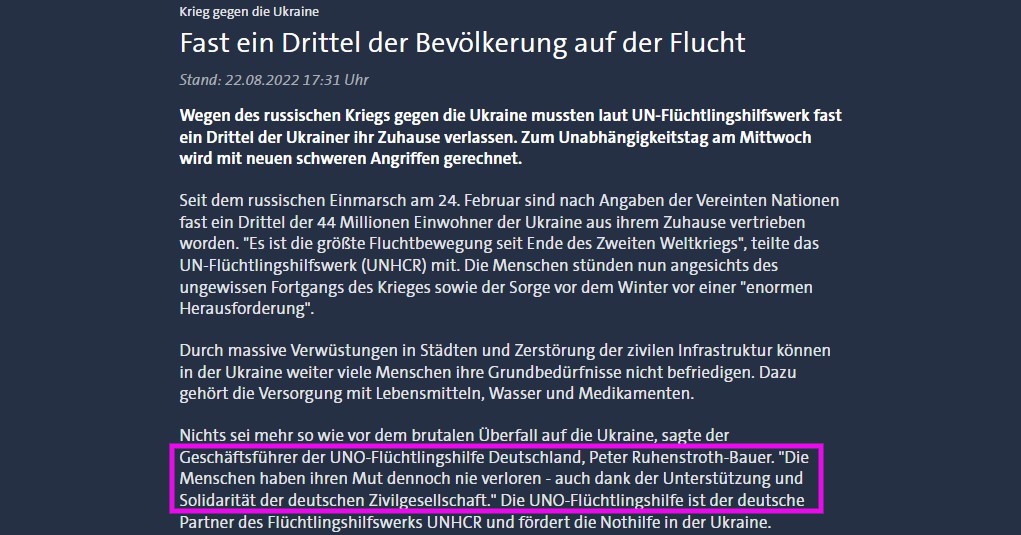 Krieg gegen die Ukraine
Fast ein Drittel der Bevölkerung auf der Flucht
Stand: 22.08.2022 17:31 Uhr
Wegen des russischen Kriegs gegen die Ukraine mussten laut UN-Flüchtlingshilfswerk fast
ein Drittel der Ukrainer ihr Zuhause verlassen. Zum Unabhängigkeitstag am Mittwoch
wird mit neuen schweren Angriffen gerechnet.
Seit dem russischen Einmarsch am 24. Februar sind nach Angaben der Vereinten Nationen
fast ein Drittel der 44 Millionen Einwohner der Ukraine aus ihrem Zuhause vertrieben
worden. "Es ist die größte Fluchtbewegung seit Ende des Zweiten Weltkriegs", teilte das
UN-Flüchtlingshilfswerk (UNHCR) mit. Die Menschen stünden nun angesichts des
ungewissen Fortgangs des Krieges sowie der Sorge vor dem Winter vor einer "enormen
Herausforderung".
Durch massive Verwüstungen in Städten und Zerstörung der zivilen Infrastruktur können
in der Ukraine weiter viele Menschen ihre Grundbedürfnisse nicht befriedigen. Dazu
gehört die Versorgung mit Lebensmitteln, Wasser und Medikamenten.
Nichts sei mehr so wie vor dem brutalen Überfall auf die Ukraine, sagte der
Geschäftsführer der UNO-Flüchtlingshilfe Deutschland, Peter Ruhenstroth-Bauer. "Die
Menschen haben ihren Mut dennoch nie verloren - auch dank der Unterstützung und
Solidarität der deutschen Zivilgesellschaft." Die UNO-Flüchtlingshilfe ist der deutsche
Partner des Flüchtlingshilfswerks UNHCR und fördert die Nothilfe in der Ukraine.